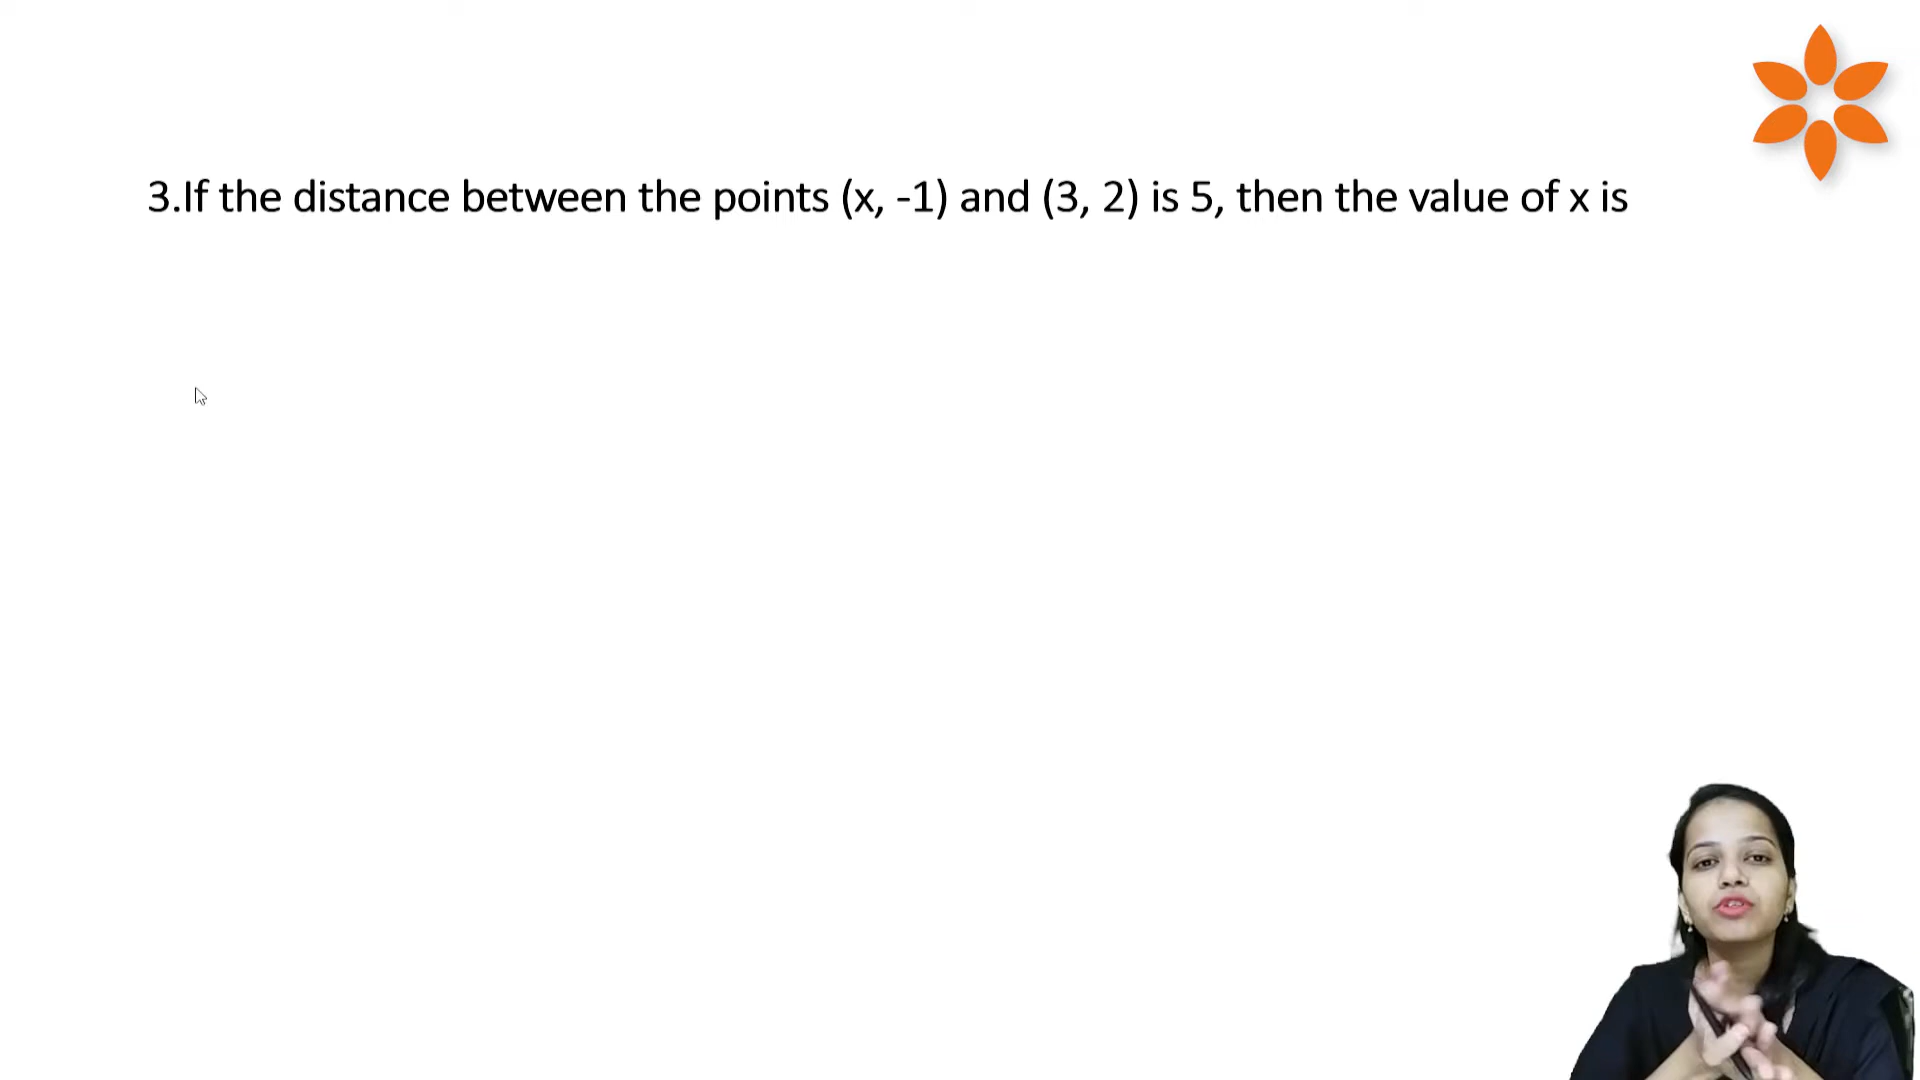 3.If the distance between the points (x, -1) and (3, 2) is 5, then the value of x is